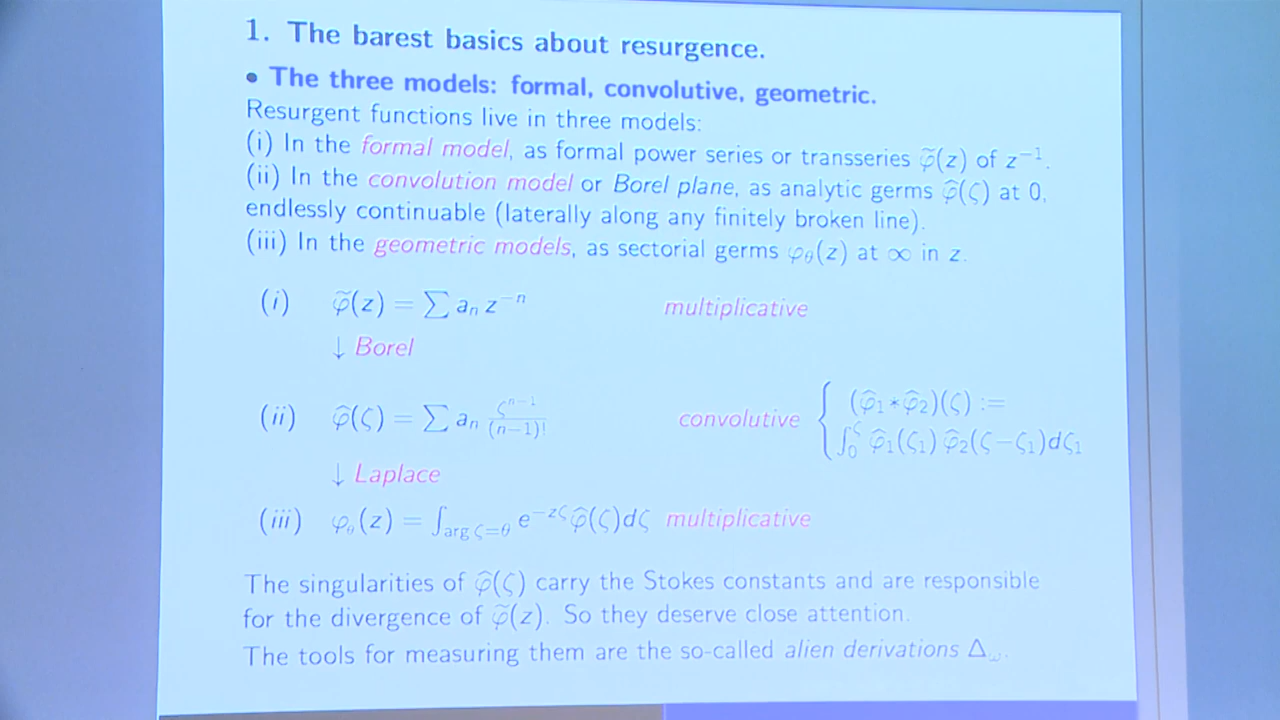 1. The barest basics about resurgence.
• The three models: formal, convolutive, geometric.
Resurgent functions live in three models:
(i) In the formal model, as formal power series or transseries φ̃(z) of z⁻¹.
(ii) In the convolution model or Borel plane, as analytic germs φ̂(ζ) at 0,
endlessly continuable (laterally along any finitely broken line).
(iii) In the geometric models, as sectorial germs φ_θ(z) at ∞ in z.
(i) φ̃(z) = ∑ aₙ z⁻ⁿ multiplicative
↓ Borel
(ii) φ̂(ζ) = ∑ aₙ ζⁿ⁻¹/(n−1)! convolutive { (φ̂₁∗φ̂₂)(ζ) :=
∫₀^ζ φ̂₁(ζ₁) φ̂₂(ζ−ζ₁)dζ₁
↓ Laplace
(iii) φ_θ(z) = ∫_{arg ζ=θ} e^{−zζ} φ̂(ζ)dζ multiplicative
The singularities of φ̂(ζ) carry the Stokes constants and are responsible
for the divergence of φ̃(z). So they deserve close attention.
The tools for measuring them are the so-called alien derivations Δ_ω.